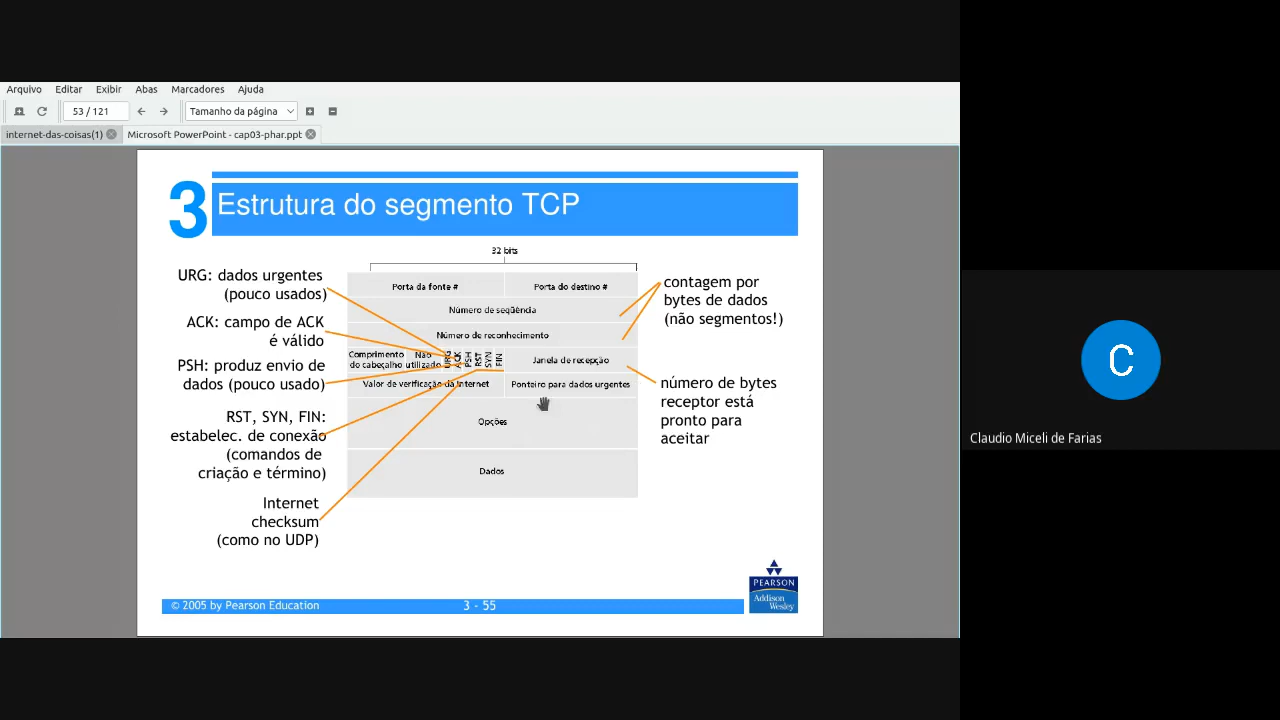 Arquivo Editar Exibir Abas Marcadores Ajuda
53 / 121
Tamanho da página
internet-das-coisas(1)
Microsoft PowerPoint - cap03-phar.ppt
3
Estrutura do segmento TCP
32 bits
URG: dados urgentes
(pouco usados)
ACK: campo de ACK
é válido
PSH: produz envio de
dados (pouco usado)
RST, SYN, FIN:
estabelec. de conexão
(comandos de
criação e término)
Internet
checksum
(como no UDP)
Porta da fonte #
Porta do destino #
Número de seqüência
Número de reconhecimento
Comprimento
do cabeçalho
Não
utilizado
URG
ACK
PSH
RST
SYN
FIN
Janela de recepção
Valor de verificação da Internet
Ponteiro para dados urgentes
Opções
Dados
contagem por
bytes de dados
(não segmentos!)
número de bytes
receptor está
pronto para
aceitar
© 2005 by Pearson Education
3 - 55
PEARSON
Addison
Wesley
C
Claudio Miceli de Farias